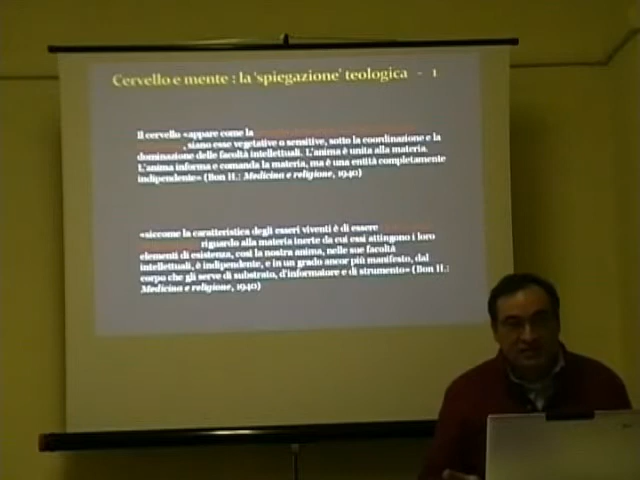 Cervello e mente : la 'spiegazione' teologica - 1
Il cervello «appare come la
, siano esse vegetative o sensitive, sotto la coordinazione e la
dominazione delle facoltà intellettuali. L'anima è unita alla materia.
L'anima informa e comanda la materia, ma è una entità completamente
indipendente» (Bon H.: Medicina e religione, 1940)
«siccome la caratteristica degli esseri viventi è di essere
riguardo alla materia inerte da cui essi attingono i loro
elementi di esistenza, così la nostra anima, nelle sue facoltà
intellettuali, è indipendente, e in un grado ancor più manifesto, dal
corpo che gli serve di substrato, d'informatore e di strumento» (Bon H.:
Medicina e religione, 1940)